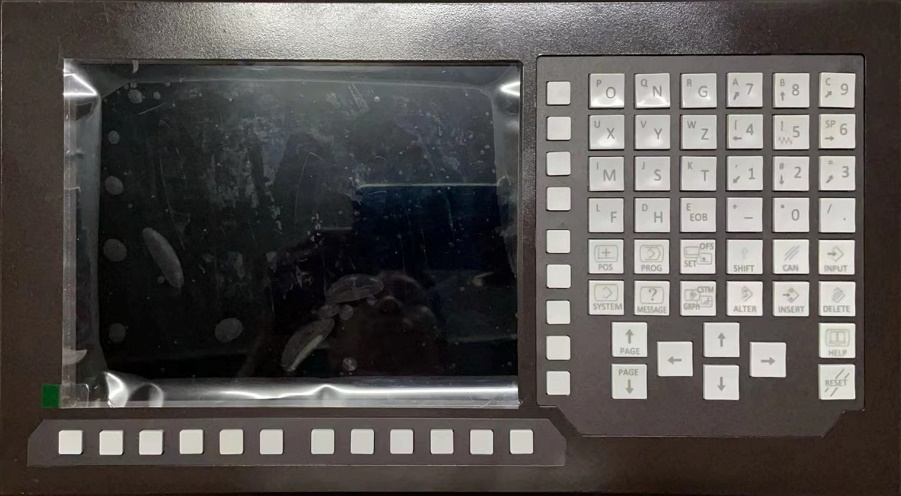 P O Q N R G A 7 B 8 C 9
U X V Y W Z [ 4 ] 5 SP 6
I M J S K T , 1 # 2 = 3
L F D H E EOB + - * 0 / .
POS PROG OFS SET SHIFT CAN INPUT
SYSTEM MESSAGE CSTM GRPH ALTER INSERT DELETE
PAGE HELP
PAGE RESET